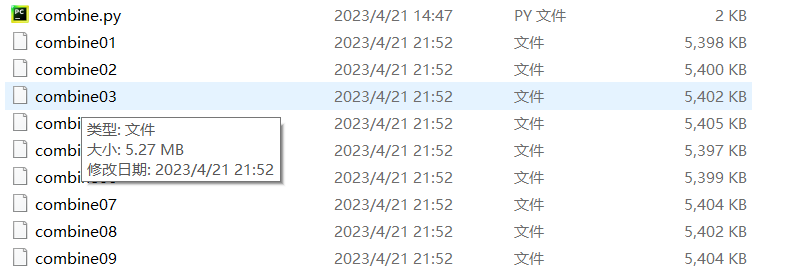 PC
combine.py 2023/4/21 14:47 PY 文件 2 KB
combine01 2023/4/21 21:52 文件 5,398 KB
combine02 2023/4/21 21:52 文件 5,400 KB
combine03 2023/4/21 21:52 文件 5,402 KB
combine 2023/4/21 21:52 文件 5,405 KB
类型: 文件
combine 2023/4/21 21:52 文件 5,397 KB
大小: 5.27 MB
2023/4/21 21:52 文件 5,399 KB
修改日期: 2023/4/21 21:52
combine07 2023/4/21 21:52 文件 5,404 KB
combine08 2023/4/21 21:52 文件 5,402 KB
combine09 2023/4/21 21:52 文件 5,404 KB